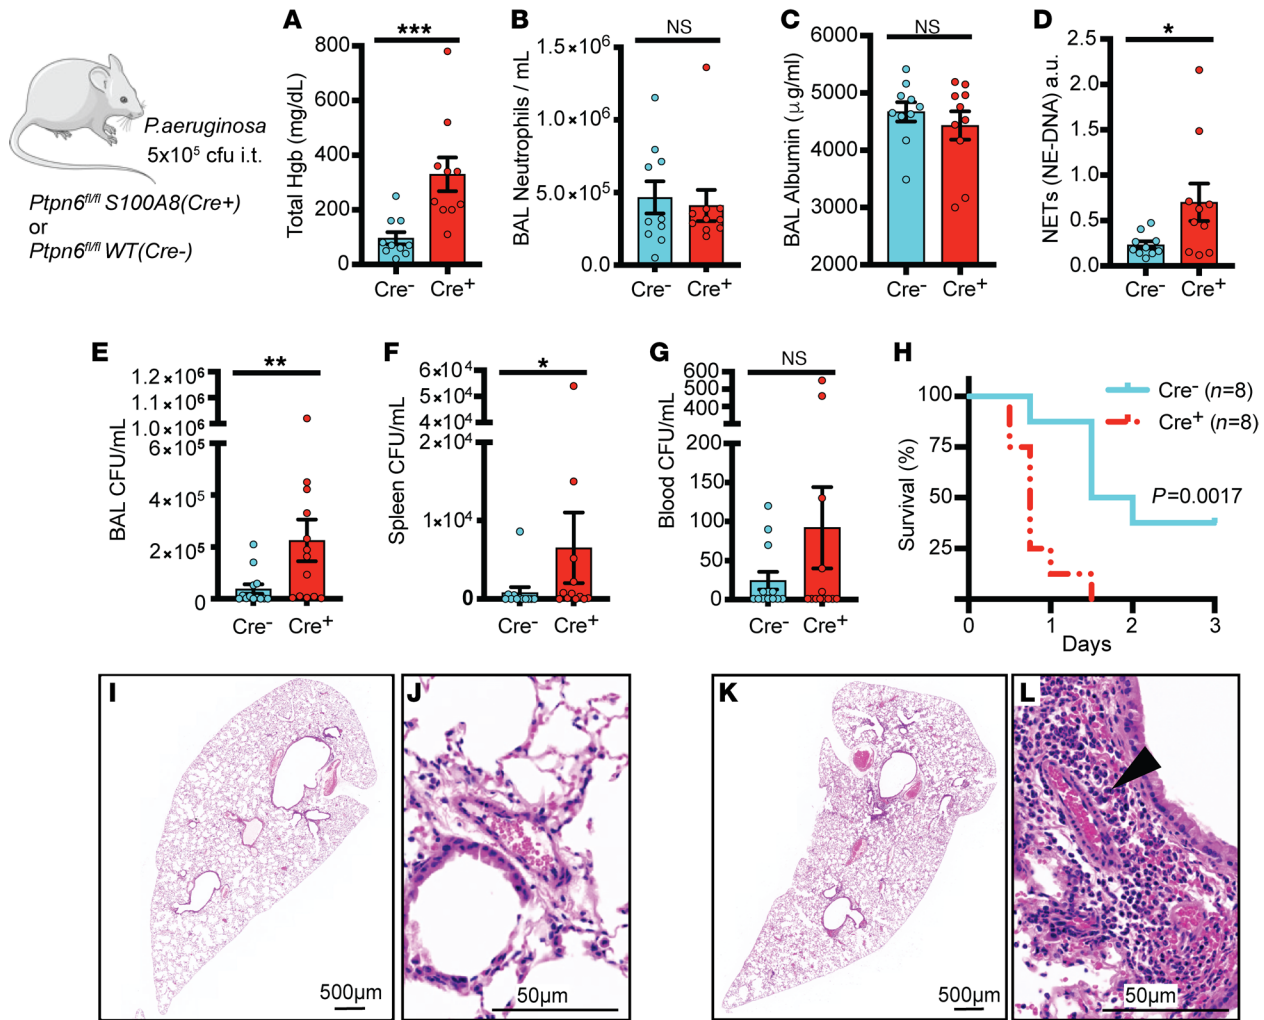 P.aeruginosa
5x10⁵ cfu i.t.
Ptpn6ᶠˡ/ᶠˡ S100A8(Cre+)
or
Ptpn6ᶠˡ/ᶠˡ WT(Cre-)
A
***
Total Hgb (mg/dL)
800
600
400
200
0
Cre⁻ Cre⁺
B
NS
BAL Neutrophils / mL
1.5×10⁶
1.0×10⁶
5.0×10⁵
0.0
Cre⁻ Cre⁺
C
NS
BAL Albumin (μg/ml)
6000
5000
4000
3000
2000
Cre⁻ Cre⁺
D
*
NETs (NE-DNA) a.u.
2.5
2.0
1.5
1.0
0.5
0.0
Cre⁻ Cre⁺
E
**
BAL CFU/mL
1.2×10⁶
1.1×10⁶
1.0×10⁶
6×10⁵
4×10⁵
2×10⁵
0
Cre⁻ Cre⁺
F
*
Spleen CFU/mL
6×10⁴
5×10⁴
4×10⁴
2×10⁴
1×10⁴
0
Cre⁻ Cre⁺
G
NS
Blood CFU/mL
600
500
400
200
150
100
50
0
Cre⁻ Cre⁺
H
Cre⁻ (n=8)
Cre⁺ (n=8)
P=0.0017
Survival (%)
100
75
50
25
0 1 2 3
Days
I
500μm
J
50μm
K
500μm
L
50μm